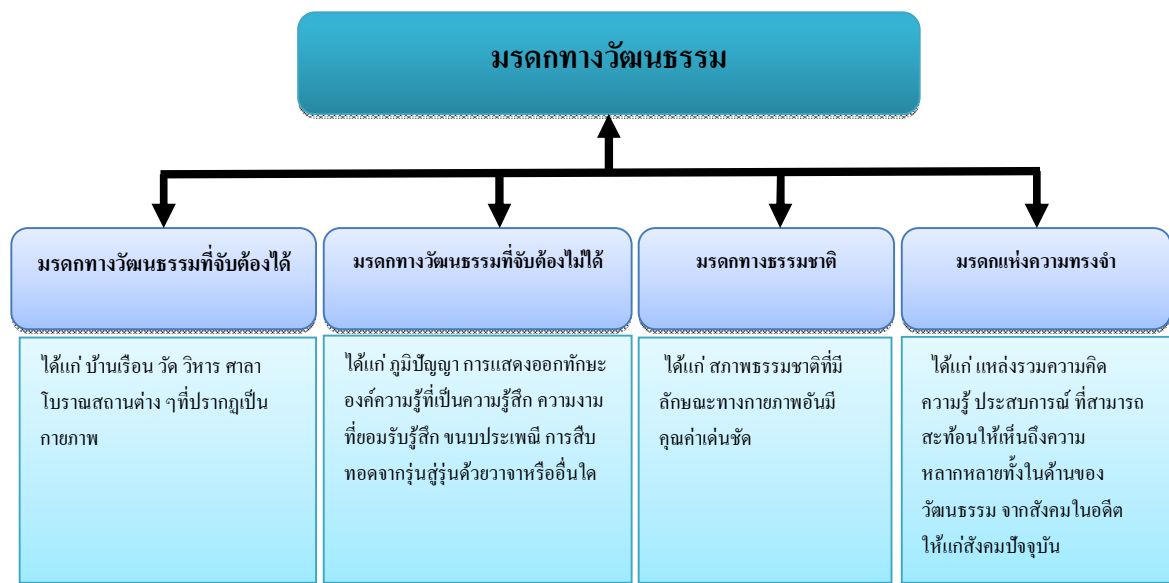 มรดกทางวัฒนธรรม
มรดกทางวัฒนธรรมที่จับต้องได้
ได้แก่ บ้านเรือน วัด วิหาร ศาลา
โบราณสถานต่าง ๆที่ปรากฏเป็น
กายภาพ
มรดกทางวัฒนธรรมที่จับต้องไม่ได้
ได้แก่ ภูมิปัญญา การแสดงออกทักษะ
องค์ความรู้ที่เป็นความรู้สึก ความงาม
ที่ยอมรับรู้สึก ขนบประเพณี การสืบ
ทอดจากรุ่นสู่รุ่นด้วยวาจาหรืออื่นใด
มรดกทางธรรมชาติ
ได้แก่ สภาพธรรมชาติที่มี
ลักษณะทางกายภาพอันมี
คุณค่าเด่นชัด
มรดกแห่งความทรงจำ
ได้แก่ แหล่งรวมความคิด
ความรู้ ประสบการณ์ ที่สามารถ
สะท้อนให้เห็นถึงความ
หลากหลายทั้งในด้านของ
วัฒนธรรม จากสังคมในอดีต
ให้แก่สังคมปัจจุบัน